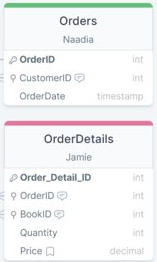 Orders
Naadia
OrderID int
CustomerID int
OrderDate timestamp
OrderDetails
Jamie
Order_Detail_ID int
OrderID int
BookID int
Quantity int
Price decimal